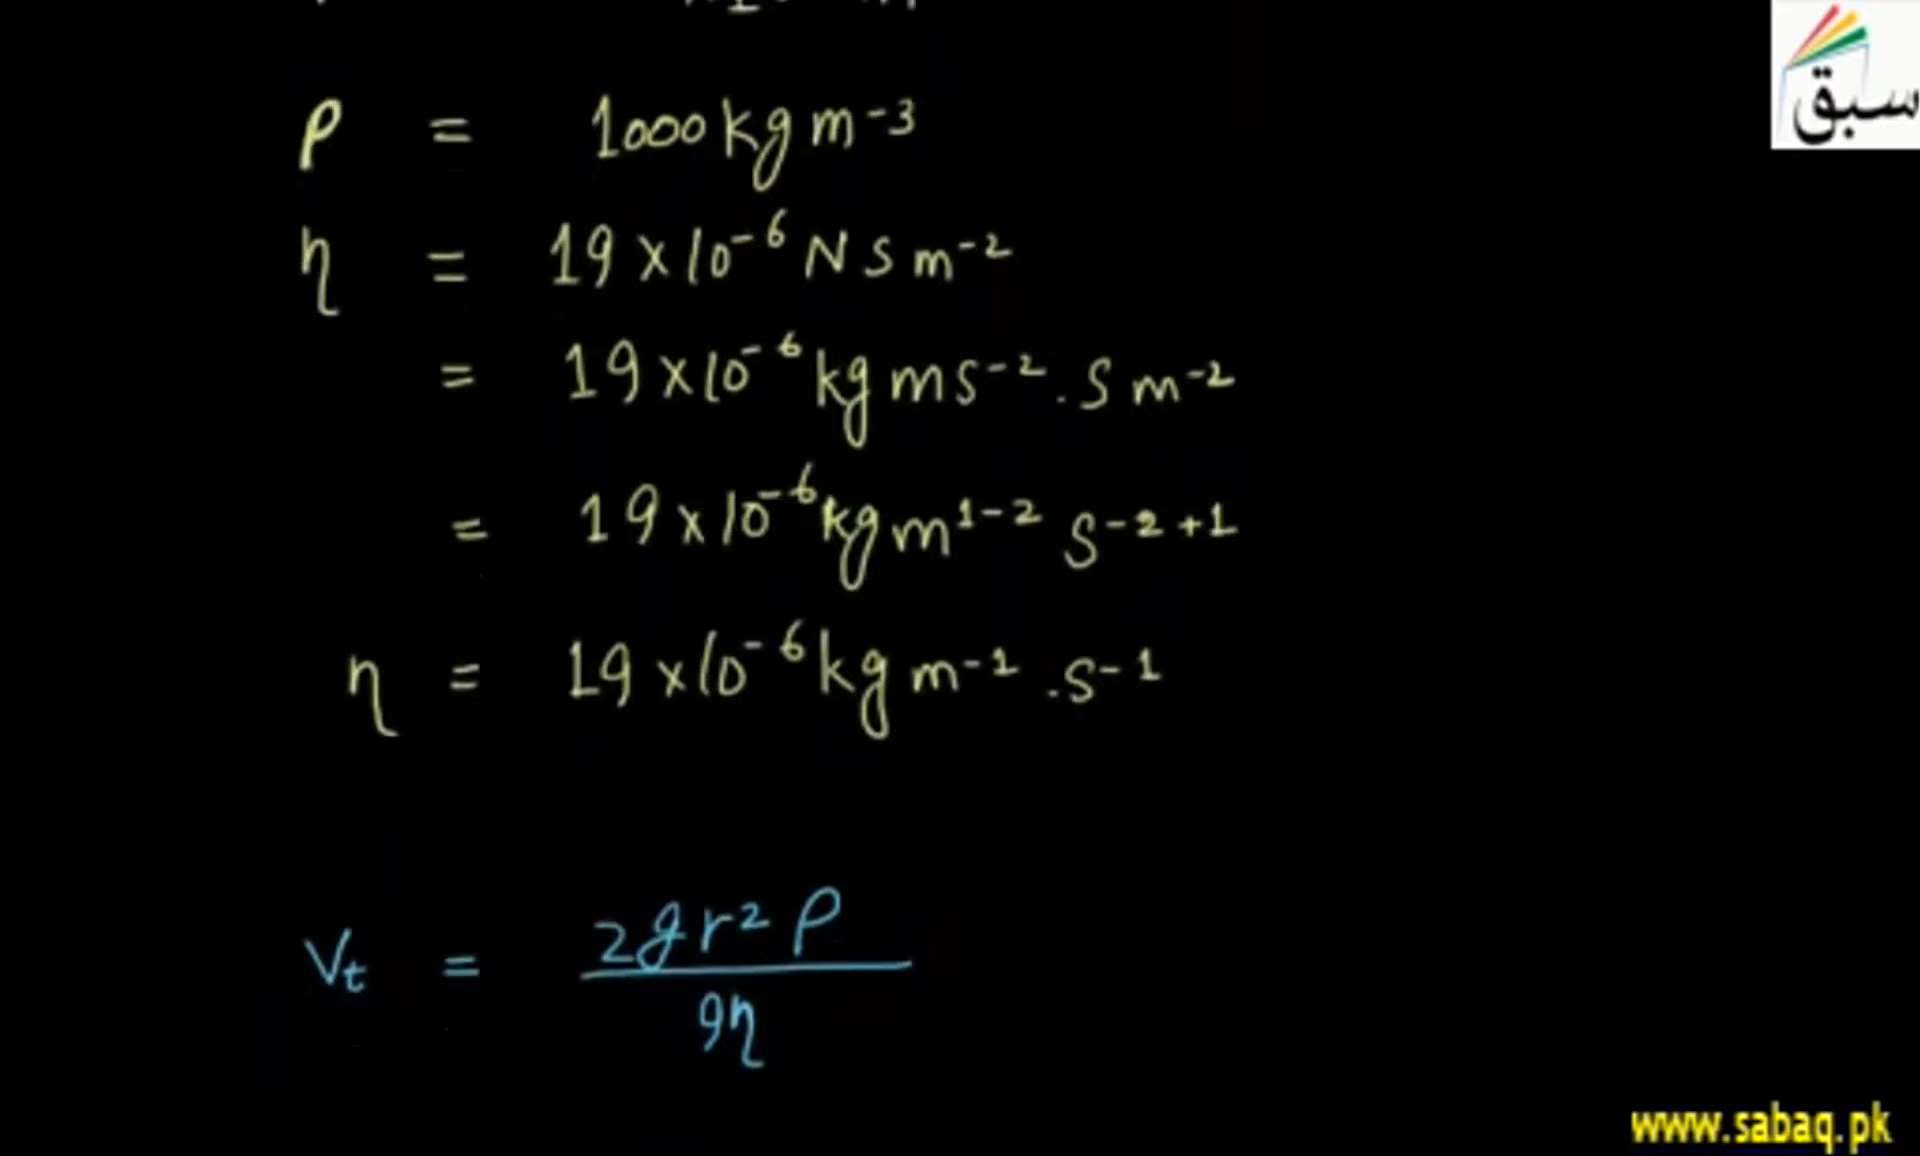 سبق
ρ = 1000 kg m⁻³
η = 19 × 10⁻⁶ N s m⁻²
= 19 × 10⁻⁶ kg m s⁻² . s m⁻²
= 19 × 10⁻⁶ kg m¹⁻² s⁻²⁺¹
η = 19 × 10⁻⁶ kg m⁻¹ . s⁻¹
Vt = 2gr²ρ / 9η
www.sabaq.pk